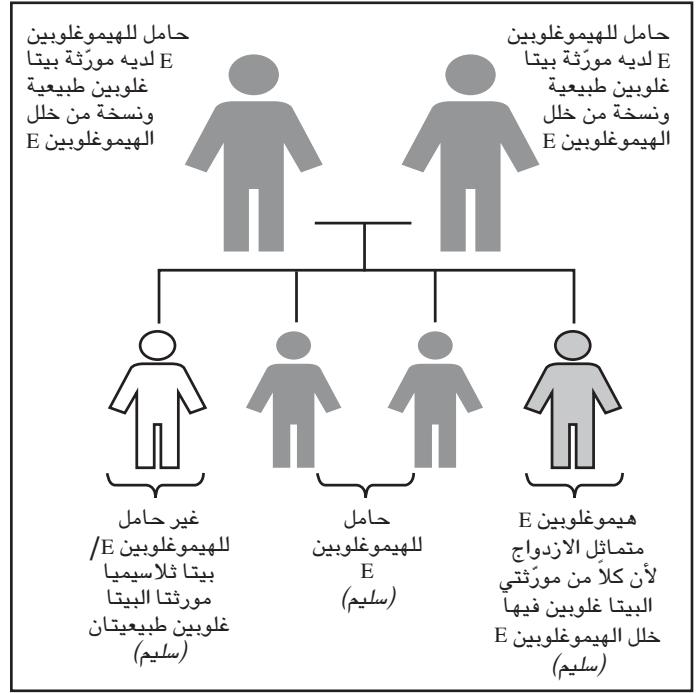 حامل للهيموغلوبين
E لديه مورّثة بيتا
غلوبين طبيعية
ونسخة من خلل
الهيموغلوبين E
حامل للهيموغلوبين
E لديه مورّثة بيتا
غلوبين طبيعية
ونسخة من خلل
الهيموغلوبين E
هيموغلوبين E
متماثل الازدواج
لأن كلاً من مورّثتي
البيتا غلوبين فيها
خلل الهيموغلوبين E
(سليم)
حامل
للهيموغلوبين
E
(سليم)
غير حامل
للهيموغلوبين E/
بيتا ثلاسيميا
مورثتا البيتا
غلوبين طبيعيتان
(سليم)